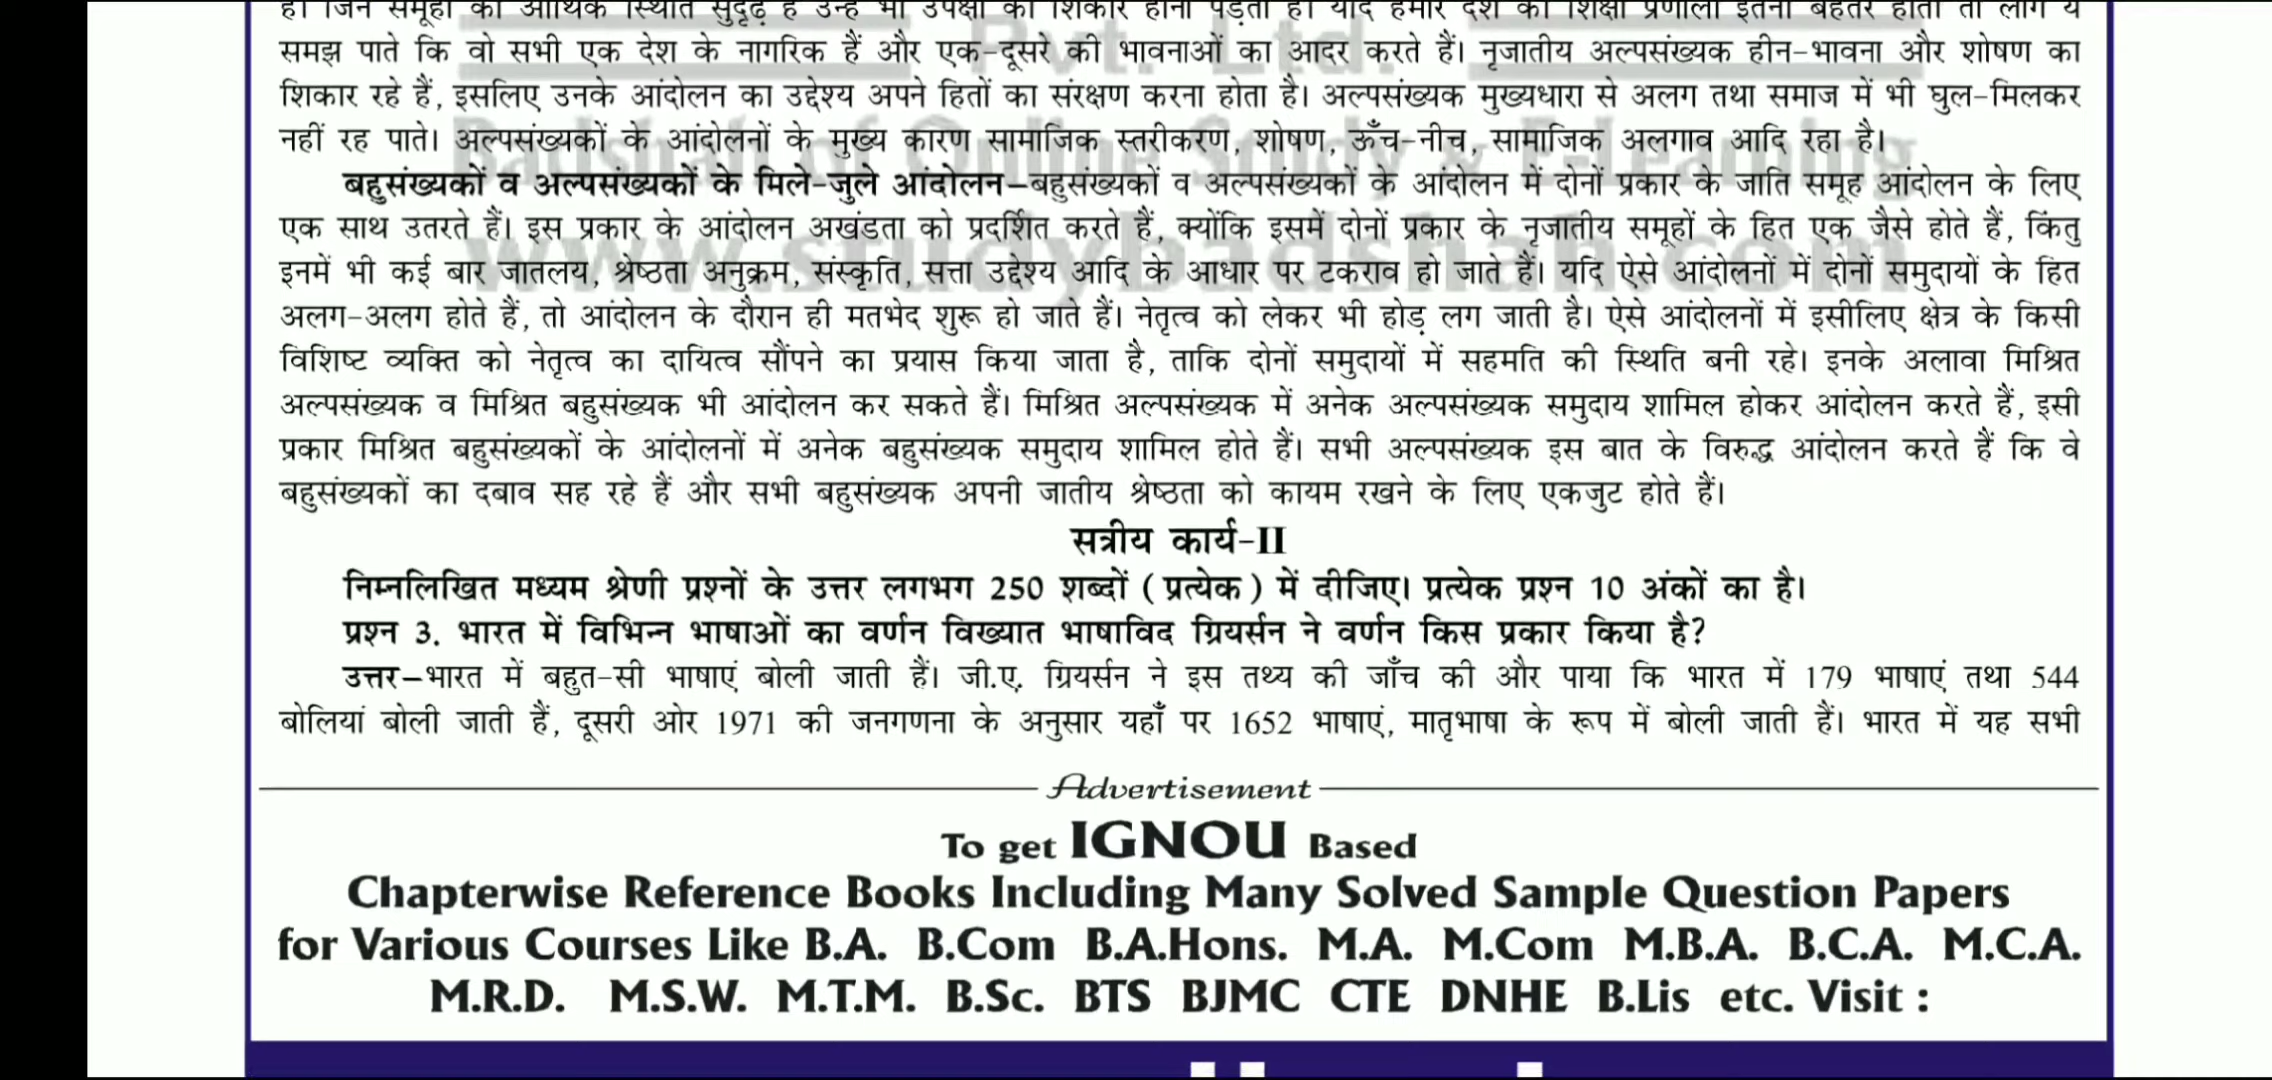 है। जिन समूहों की आर्थिक स्थिति सुदृढ़ है उन्हें भी उपेक्षा का शिकार होना पड़ता है। यदि हमारे देश की शिक्षा प्रणाली इतनी बेहतर होती तो लोग ये
समझ पाते कि वो सभी एक देश के नागरिक हैं और एक-दूसरे की भावनाओं का आदर करते हैं। नृजातीय अल्पसंख्यक हीन-भावना और शोषण का
शिकार रहे हैं, इसलिए उनके आंदोलन का उद्देश्य अपने हितों का संरक्षण करना होता है। अल्पसंख्यक मुख्यधारा से अलग तथा समाज में भी घुल-मिलकर
नहीं रह पाते। अल्पसंख्यकों के आंदोलनों के मुख्य कारण सामाजिक स्तरीकरण, शोषण, ऊँच-नीच, सामाजिक अलगाव आदि रहा है।
बहुसंख्यकों व अल्पसंख्यकों के मिले-जुले आंदोलन–बहुसंख्यकों व अल्पसंख्यकों के आंदोलन में दोनों प्रकार के जाति समूह आंदोलन के लिए
एक साथ उतरते हैं। इस प्रकार के आंदोलन अखंडता को प्रदर्शित करते हैं, क्योंकि इसमें दोनों प्रकार के नृजातीय समूहों के हित एक जैसे होते हैं, किंतु
इनमें भी कई बार जातलय, श्रेष्ठता अनुक्रम, संस्कृति, सत्ता उद्देश्य आदि के आधार पर टकराव हो जाते हैं। यदि ऐसे आंदोलनों में दोनों समुदायों के हित
अलग-अलग होते हैं, तो आंदोलन के दौरान ही मतभेद शुरू हो जाते हैं। नेतृत्व को लेकर भी होड़ लग जाती है। ऐसे आंदोलनों में इसीलिए क्षेत्र के किसी
विशिष्ट व्यक्ति को नेतृत्व का दायित्व सौंपने का प्रयास किया जाता है, ताकि दोनों समुदायों में सहमति की स्थिति बनी रहे। इनके अलावा मिश्रित
अल्पसंख्यक व मिश्रित बहुसंख्यक भी आंदोलन कर सकते हैं। मिश्रित अल्पसंख्यक में अनेक अल्पसंख्यक समुदाय शामिल होकर आंदोलन करते हैं, इसी
प्रकार मिश्रित बहुसंख्यकों के आंदोलनों में अनेक बहुसंख्यक समुदाय शामिल होते हैं। सभी अल्पसंख्यक इस बात के विरुद्ध आंदोलन करते हैं कि वे
बहुसंख्यकों का दबाव सह रहे हैं और सभी बहुसंख्यक अपनी जातीय श्रेष्ठता को कायम रखने के लिए एकजुट होते हैं।
Pvt. Ltd.
Badshah of Online Study & E-Learning
www.studybadshah.com
सत्रीय कार्य-II
निम्नलिखित मध्यम श्रेणी प्रश्नों के उत्तर लगभग 250 शब्दों (प्रत्येक) में दीजिए। प्रत्येक प्रश्न 10 अंकों का है।
प्रश्न 3. भारत में विभिन्न भाषाओं का वर्णन विख्यात भाषाविद ग्रियर्सन ने वर्णन किस प्रकार किया है?
उत्तर–भारत में बहुत-सी भाषाएं बोली जाती हैं। जी.ए. ग्रियर्सन ने इस तथ्य की जाँच की और पाया कि भारत में 179 भाषाएं तथा 544
बोलियां बोली जाती हैं, दूसरी ओर 1971 की जनगणना के अनुसार यहाँ पर 1652 भाषाएं, मातृभाषा के रूप में बोली जाती हैं। भारत में यह सभी
Advertisement
To get IGNOU Based
Chapterwise Reference Books Including Many Solved Sample Question Papers
for Various Courses Like B.A. B.Com B.A.Hons. M.A. M.Com M.B.A. B.C.A. M.C.A.
M.R.D. M.S.W. M.T.M. B.Sc. BTS BJMC CTE DNHE B.Lis etc. Visit :